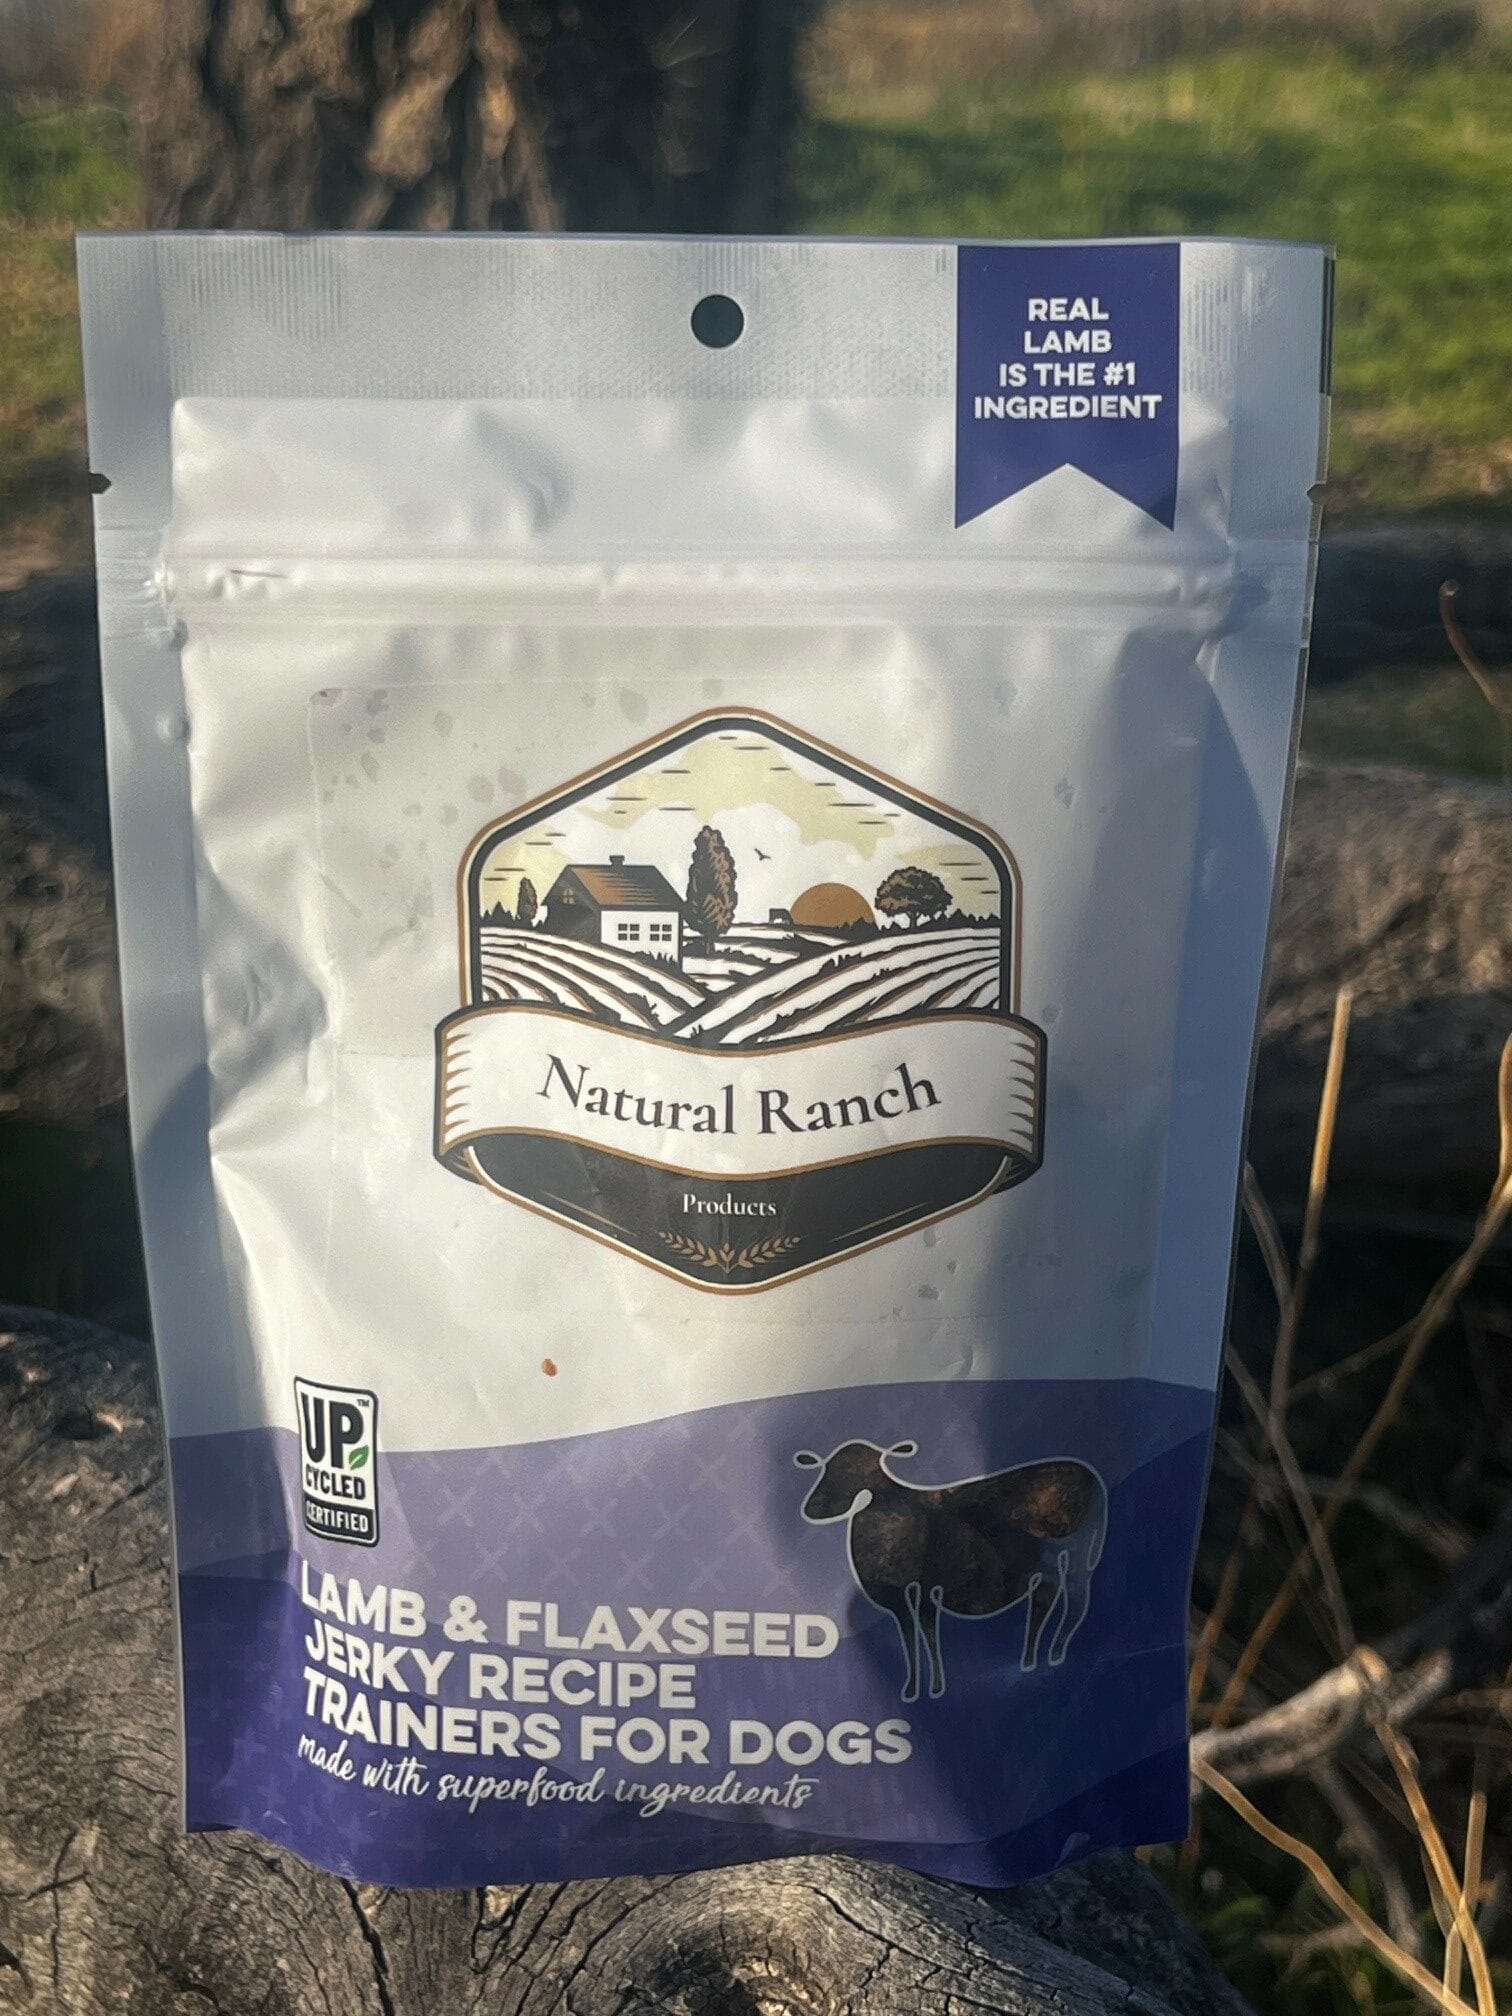 REAL
LAMB
IS THE #1
INGREDIENT
Natural Ranch
Products
UP™
CYCLED
CERTIFIED
LAMB & FLAXSEED
JERKY RECIPE
TRAINERS FOR DOGS
made with superfood ingredients